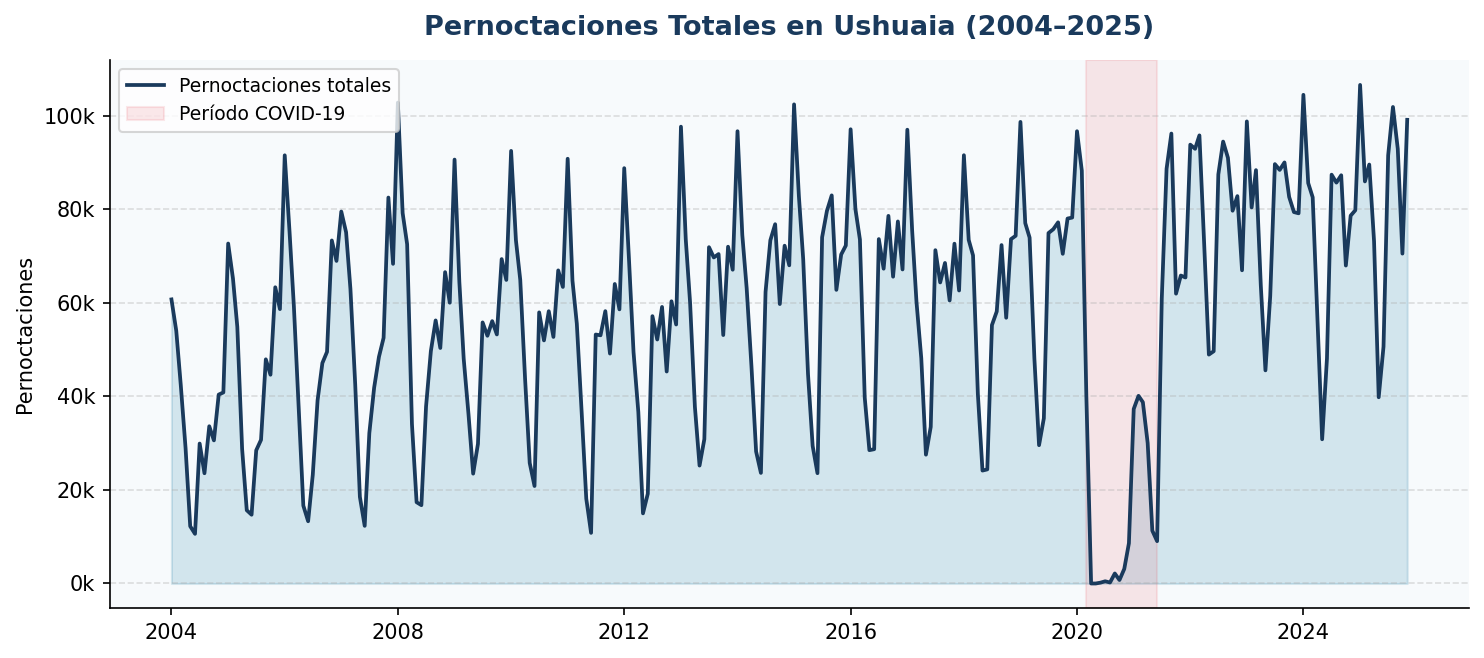 Pernoctaciones Totales en Ushuaia (2004–2025)
Pernoctaciones totales
Período COVID-19
Pernoctaciones
100k
80k
60k
40k
20k
0k
2004
2008
2012
2016
2020
2024